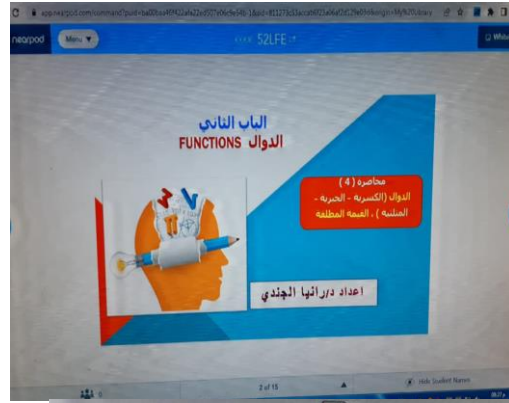 nearpod
Menu
52LFE
الباب الثاني
الدوال FUNCTIONS
محاضرة ( 4 )
الدوال (الكسرية - الجبرية -
المثلثية ) ، القيمة المطلقة
إعداد د/رانيا الجندي
2 of 15
Hide Student Names